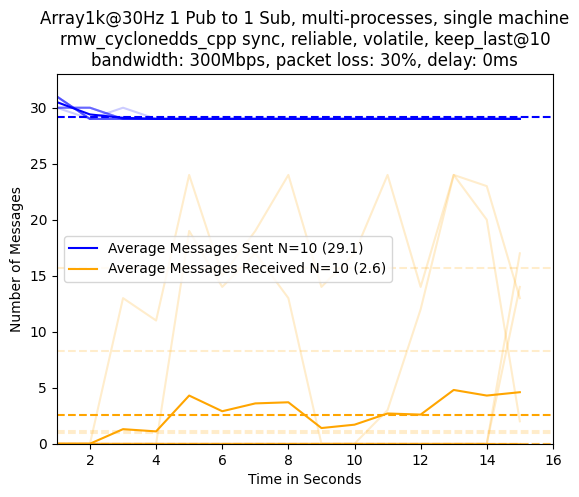 Array1k@30Hz 1 Pub to 1 Sub, multi-processes, single machine
rmw_cyclonedds_cpp sync, reliable, volatile, keep_last@10
bandwidth: 300Mbps, packet loss: 30%, delay: 0ms
Number of Messages
30
25
20
15
10
5
0
Average Messages Sent N=10 (29.1)
Average Messages Received N=10 (2.6)
2 4 6 8 10 12 14 16
Time in Seconds